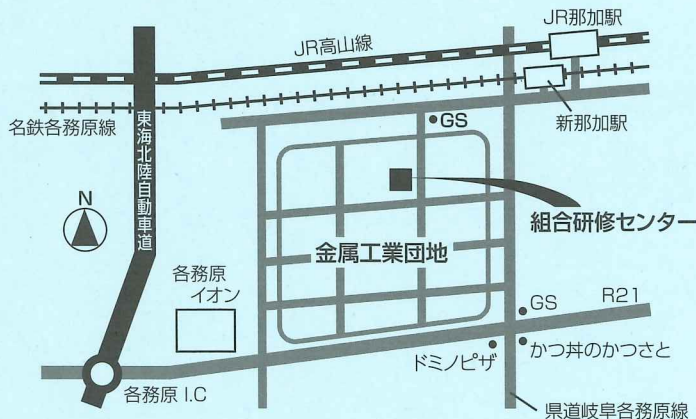 JR那加駅
JR高山線
名鉄各務原線
新那加駅
GS
東海北陸自動車道
N
組合研修センター
金属工業団地
各務原
イオン
GS
R21
ドミノピザ
かつ丼のかつさと
各務原 I.C
県道岐阜各務原線